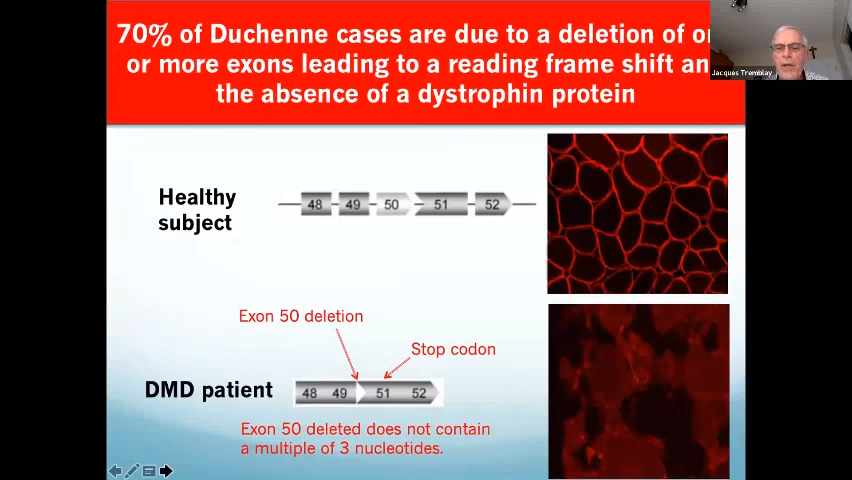 70% of Duchenne cases are due to a deletion of
or more exons leading to a reading frame shift
the absence of a dystrophin protein
Jacques Tremblay
Healthy
subject
48 49 50 51 52
Exon 50 deletion
Stop codon
DMD patient
48 49 51 52
Exon 50 deleted does not contain
a multiple of 3 nucleotides.